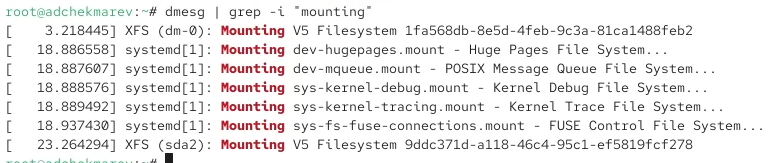 root@adchekmarev:~# dmesg | grep -i "mounting"
[    3.218445] XFS (dm-0): Mounting V5 Filesystem 1fa568db-8e5d-4feb-9c3a-81ca1488feb2
[   18.886558] systemd[1]: Mounting dev-hugepages.mount - Huge Pages File System...
[   18.887607] systemd[1]: Mounting dev-mqueue.mount - POSIX Message Queue File System...
[   18.888576] systemd[1]: Mounting sys-kernel-debug.mount - Kernel Debug File System...
[   18.889492] systemd[1]: Mounting sys-kernel-tracing.mount - Kernel Trace File System...
[   18.937430] systemd[1]: Mounting sys-fs-fuse-connections.mount - FUSE Control File System...
[   23.264294] XFS (sda2): Mounting V5 Filesystem 9ddc371d-a118-46c4-95c1-ef5819fcf278
root@adchekmarev:~#